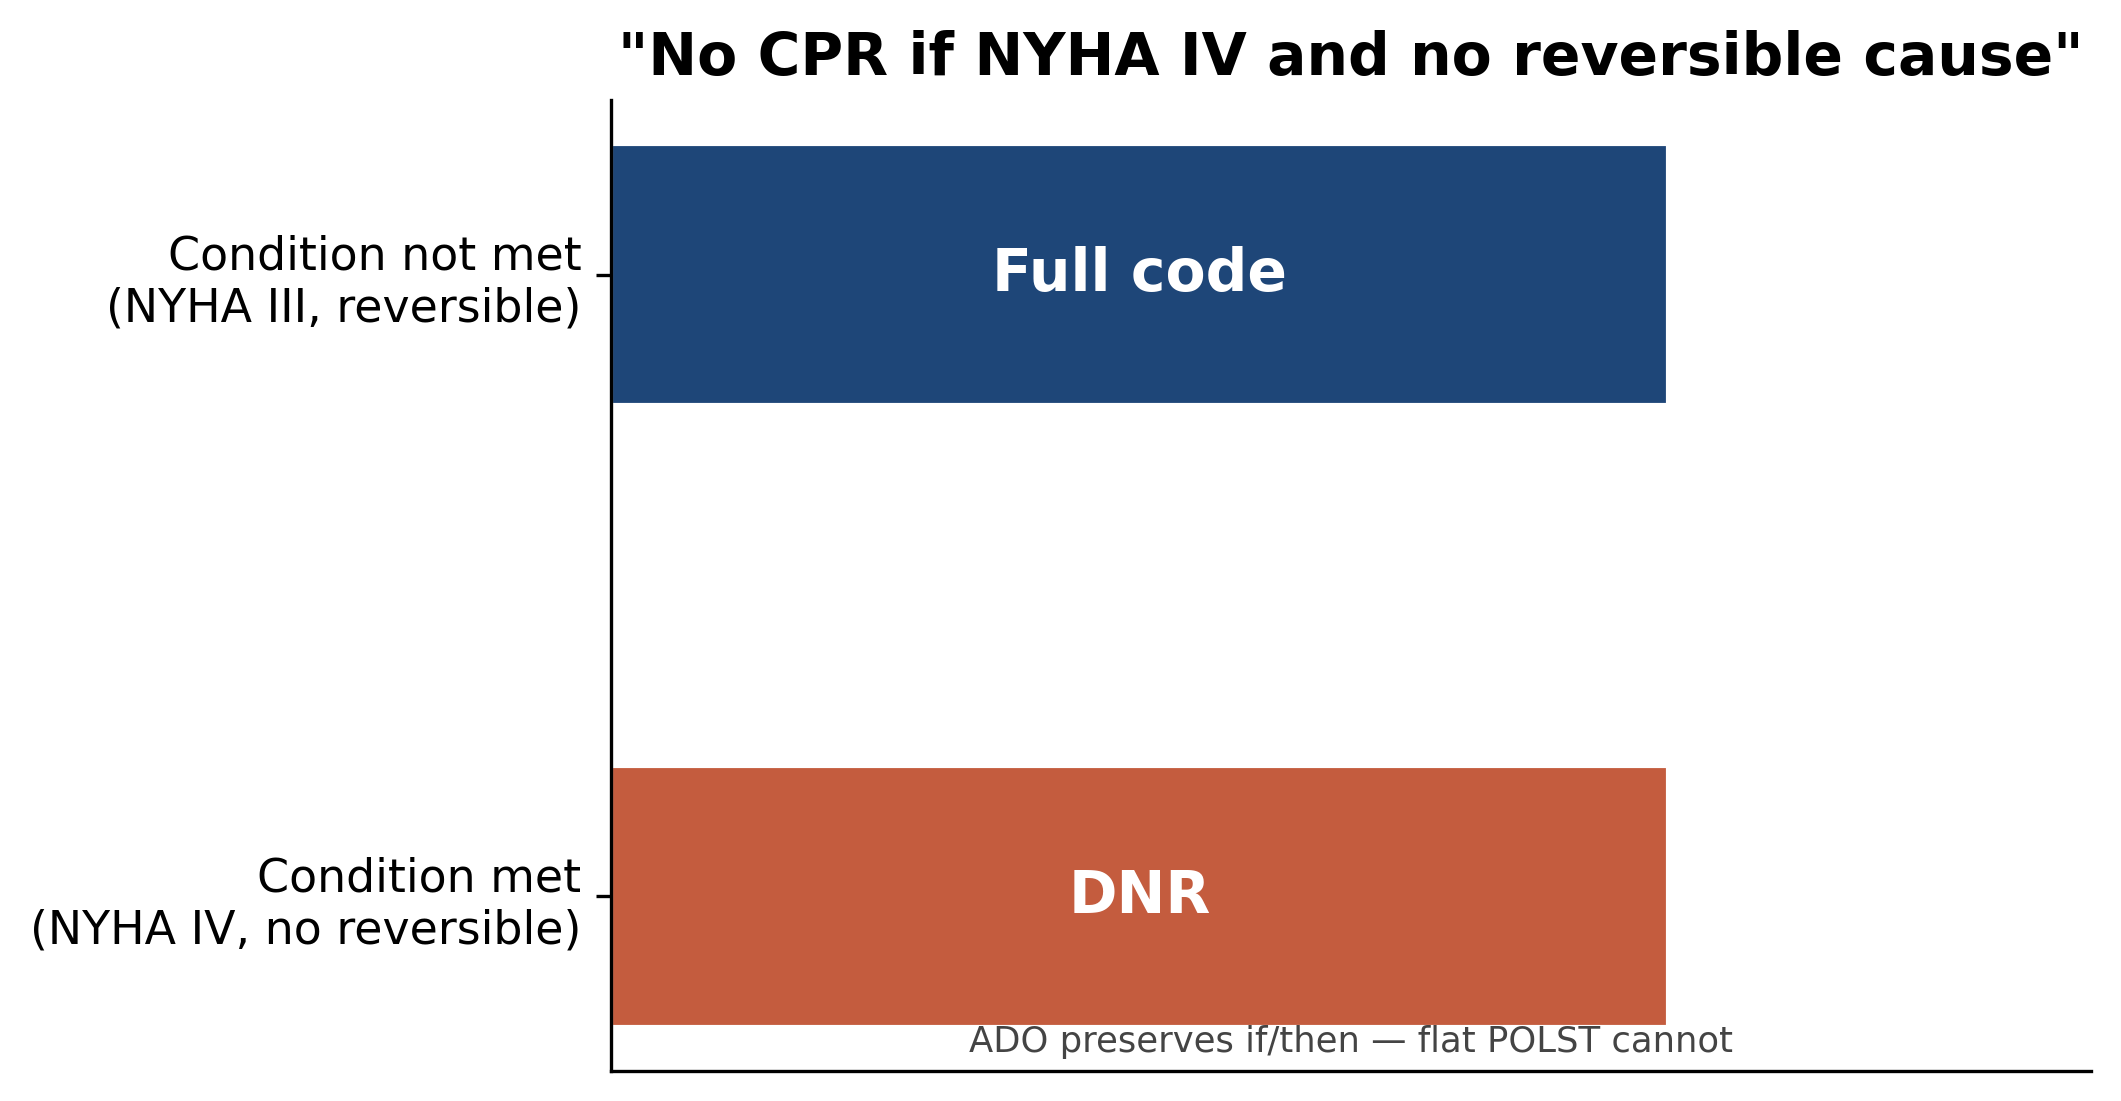 "No CPR if NYHA IV and no reversible cause"
Condition not met
(NYHA III, reversible)
Full code
Condition met
(NYHA IV, no reversible)
DNR
ADO preserves if/then — flat POLST cannot